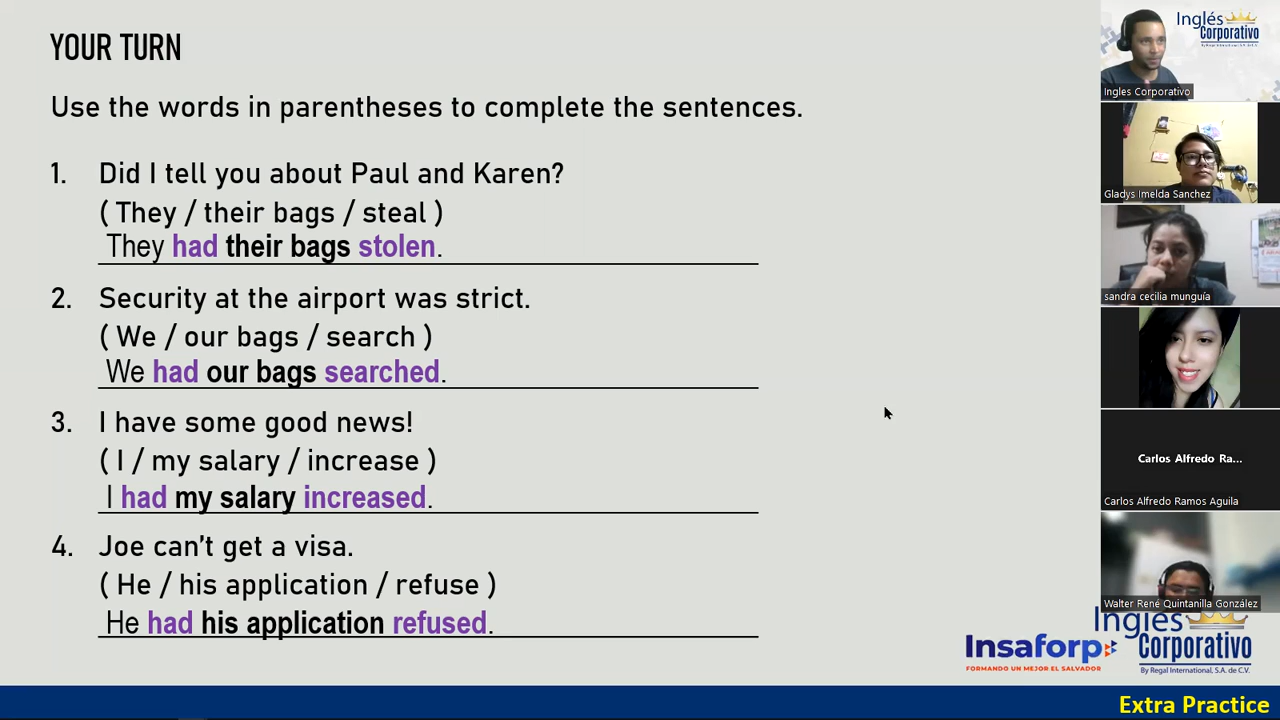 YOUR TURN
Use the words in parentheses to complete the sentences.
1. Did I tell you about Paul and Karen?
( They / their bags / steal )
They had their bags stolen.
2. Security at the airport was strict.
( We / our bags / search )
We had our bags searched.
3. I have some good news!
( I / my salary / increase )
I had my salary increased.
4. Joe can't get a visa.
( He / his application / refuse )
He had his application refused.
Inglés
Corporativo
By Regal International, S.A. de C.V.
Ingles Corporativo
Gladys Imelda Sanchez
sandra cecilia munguía
Carlos Alfredo Ra...
Carlos Alfredo Ramos Aguila
Walter René Quintanilla González
Insaforp
FORMANDO UN MEJOR EL SALVADOR
Inglés
Corporativo
By Regal International, S.A. de C.V.
Extra Practice